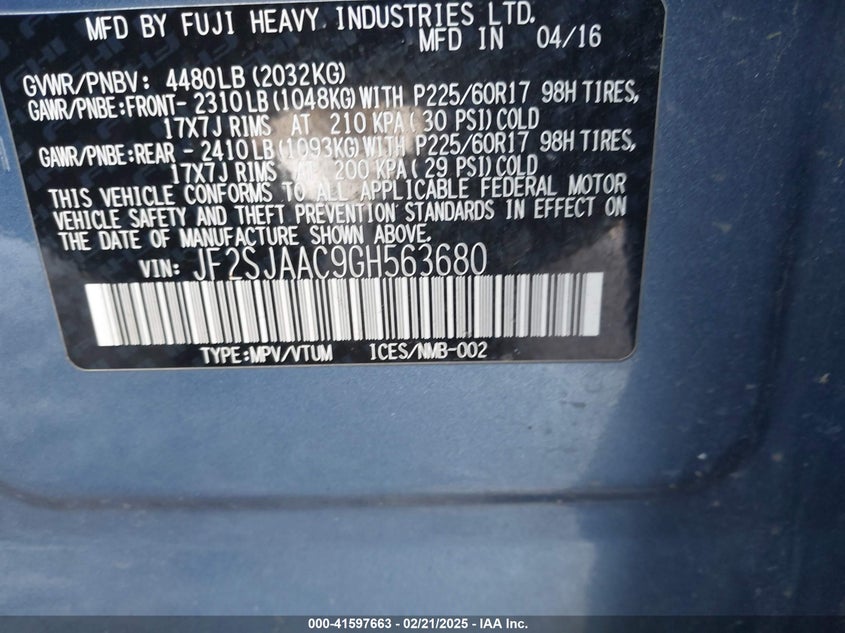 MFD BY FUJI HEAVY INDUSTRIES LTD.
MFD IN 04/16
GVWR/PNBV: 4480LB (2032KG)
GAWR/PNBE:FRONT- 2310LB (1048KG)WITH P225/60R17 98H TIRES,
17X7J RIMS AT 210 KPA( 30 PSI)COLD
GAWR/PNBE:REAR - 2410LB (1093KG)WITH P225/60R17 98H TIRES,
17X7J RIMS AT 200 KPA( 29 PSI)COLD
THIS VEHICLE CONFORMS TO ALL APPLICABLE FEDERAL MOTOR
VEHICLE SAFETY AND THEFT PREVENTION STANDARDS IN EFFECT ON
THE DATE OF MANUFACTURE SHOWN ABOVE.
VIN: JF2SJAAC9GH563680
TYPE:MPV/VTUM ICES/NMB-002
000-41597663 - 02/21/2025 - IAA Inc.